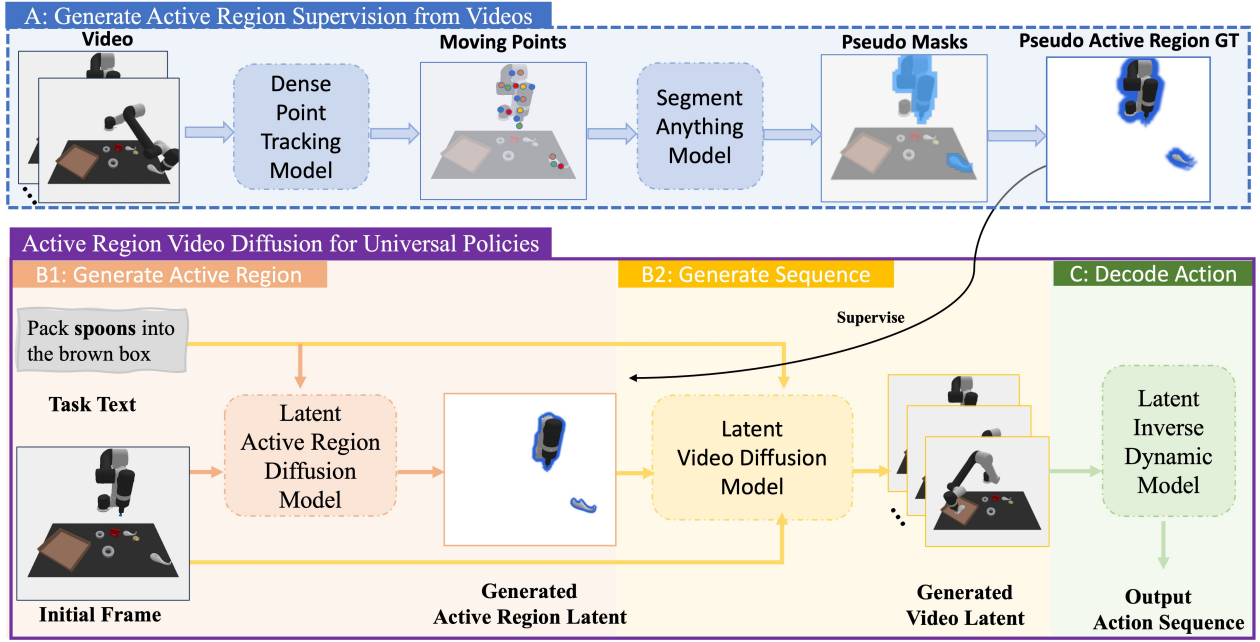 A: Generate Active Region Supervision from Videos
Video
Moving Points
Pseudo Masks
Pseudo Active Region GT
Dense
Point
Tracking
Model
Segment
Anything
Model
Active Region Video Diffusion for Universal Policies
B1: Generate Active Region
B2: Generate Sequence
C: Decode Action
Pack spoons into
the brown box
Supervise
Task Text
Latent
Active Region
Diffusion
Model
Latent
Video Diffusion
Model
Latent
Inverse
Dynamic
Model
Initial Frame
Generated
Active Region Latent
Generated
Video Latent
Output
Action Sequence